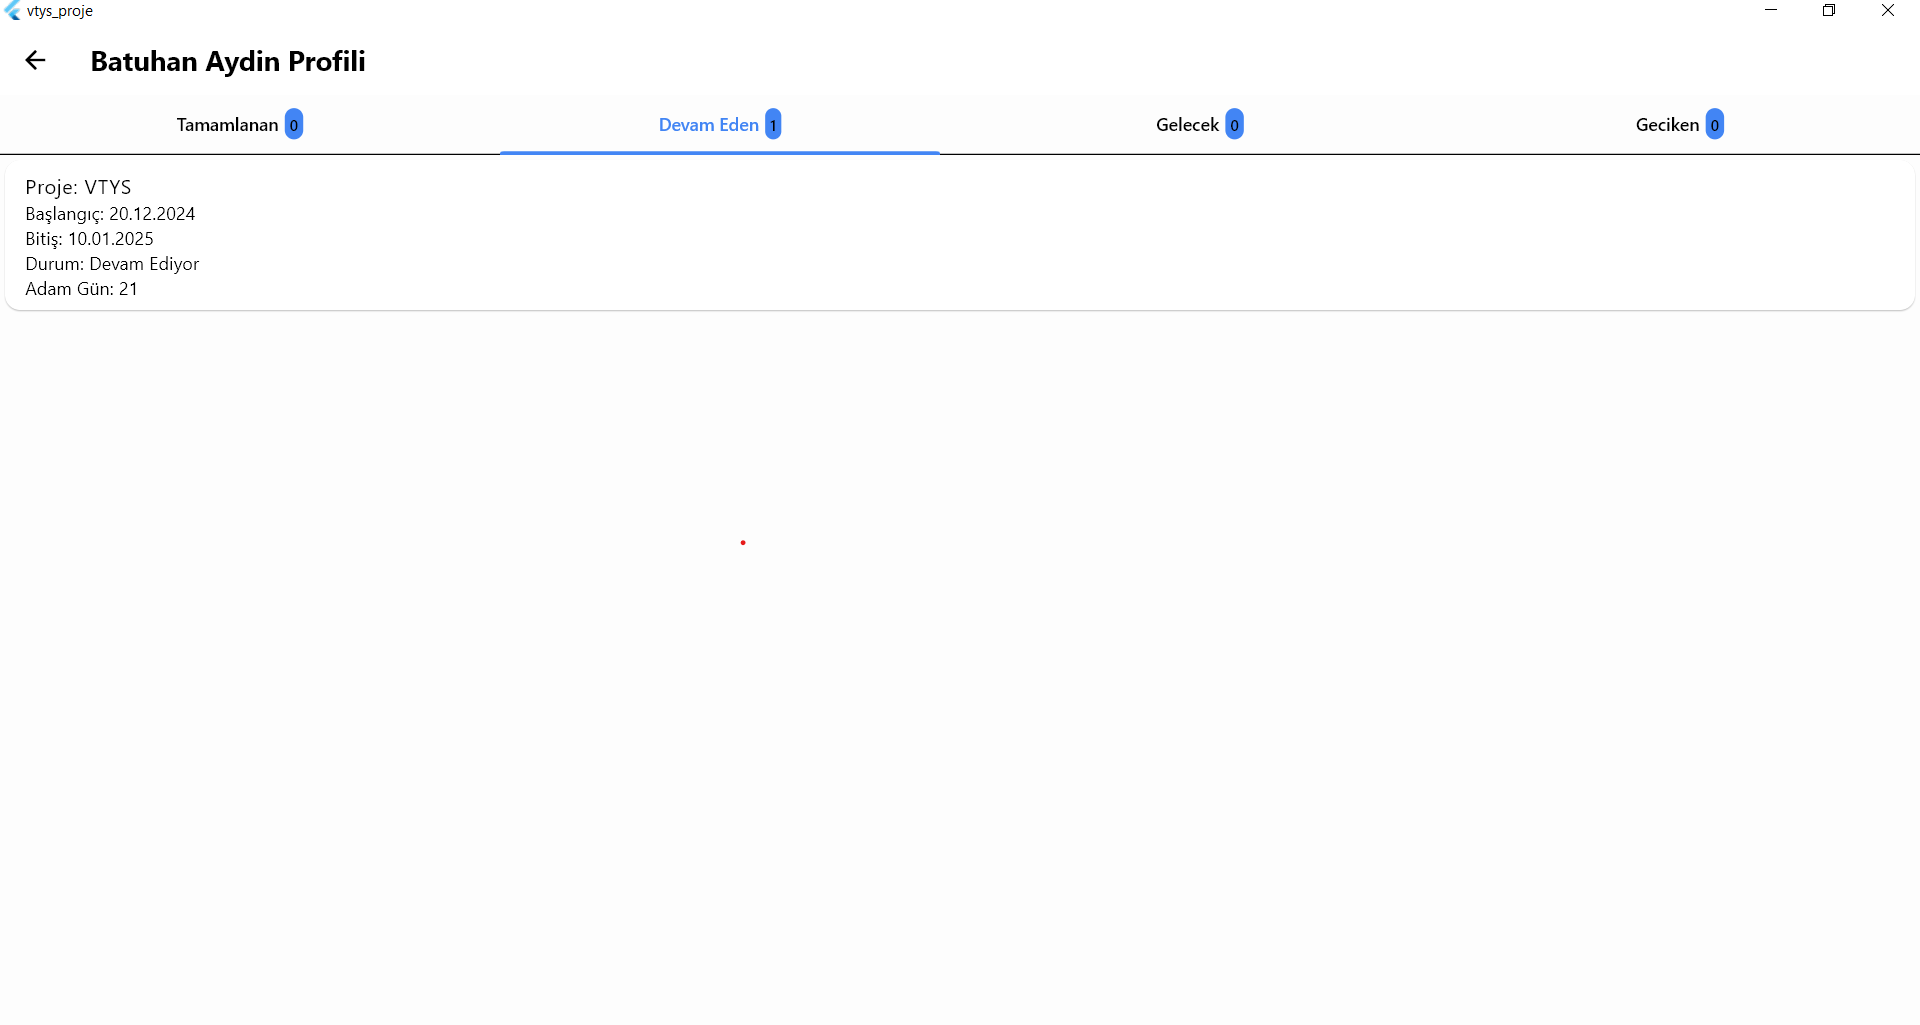 vtys_proje
Batuhan Aydin Profili
Tamamlanan 0
Devam Eden 1
Gelecek 0
Geciken 0
Proje: VTYS
Başlangıç: 20.12.2024
Bitiş: 10.01.2025
Durum: Devam Ediyor
Adam Gün: 21